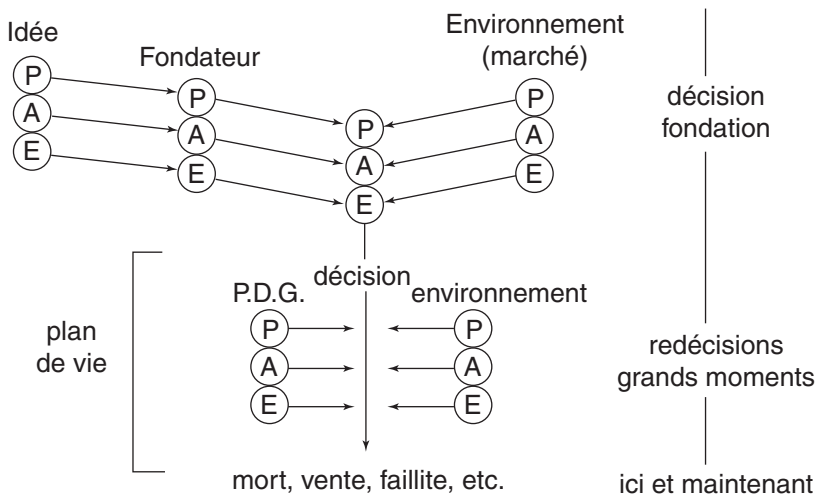 Idée
Fondateur
Environnement
(marché)
P
A
E
P
A
E
P
A
E
P
A
E
décision
fondation
décision
P.D.G.
environnement
plan
de vie
P
A
E
P
A
E
redécisions
grands moments
mort, vente, faillite, etc.
ici et maintenant